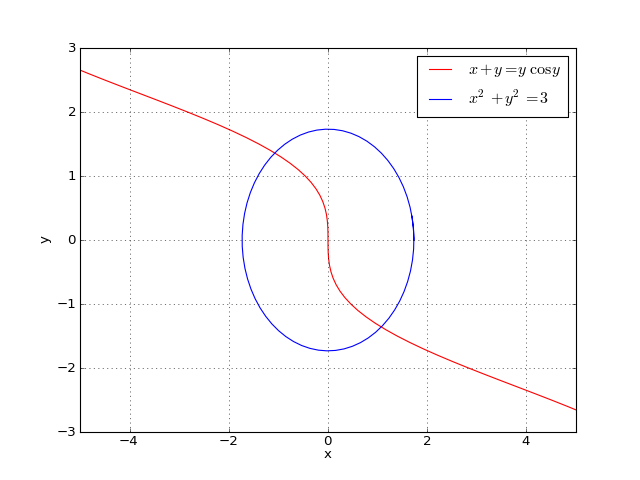 3
x + y = y cos y
x² + y² = 3
2
1
y
0
−1
−2
−3
−4 −2 0 2 4
x